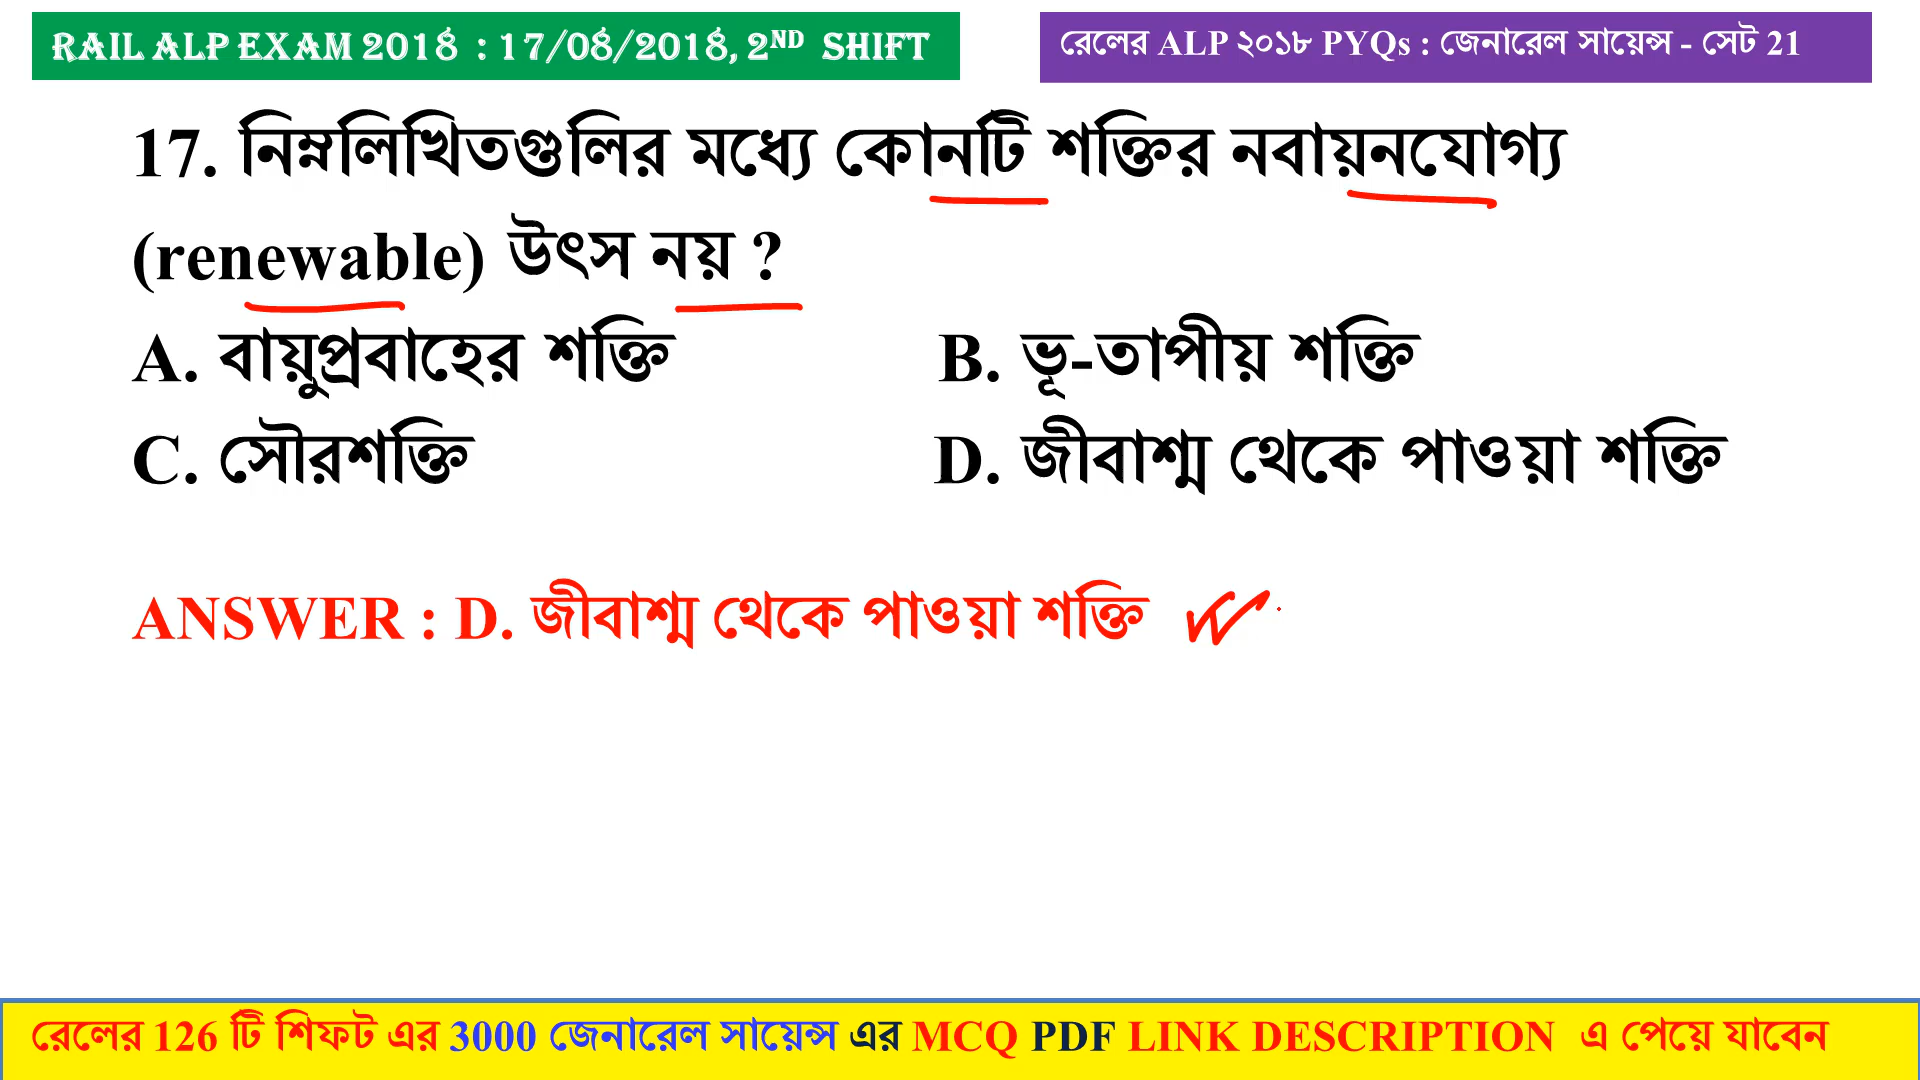 RAIL ALP EXAM 2018 : 17/08/2018, 2ND SHIFT
রেলের ALP ২০১৮ PYQs : জেনারেল সায়েন্স - সেট 21
17. নিম্নলিখিতগুলির মধ্যে কোনটি শক্তির নবায়নযোগ্য
(renewable) উৎস নয় ?
A. বায়ুপ্রবাহের শক্তি B. ভূ-তাপীয় শক্তি
C. সৌরশক্তি D. জীবাশ্ম থেকে পাওয়া শক্তি
ANSWER : D. জীবাশ্ম থেকে পাওয়া শক্তি
রেলের 126 টি শিফট এর 3000 জেনারেল সায়েন্স এর MCQ PDF LINK DESCRIPTION এ পেয়ে যাবেন